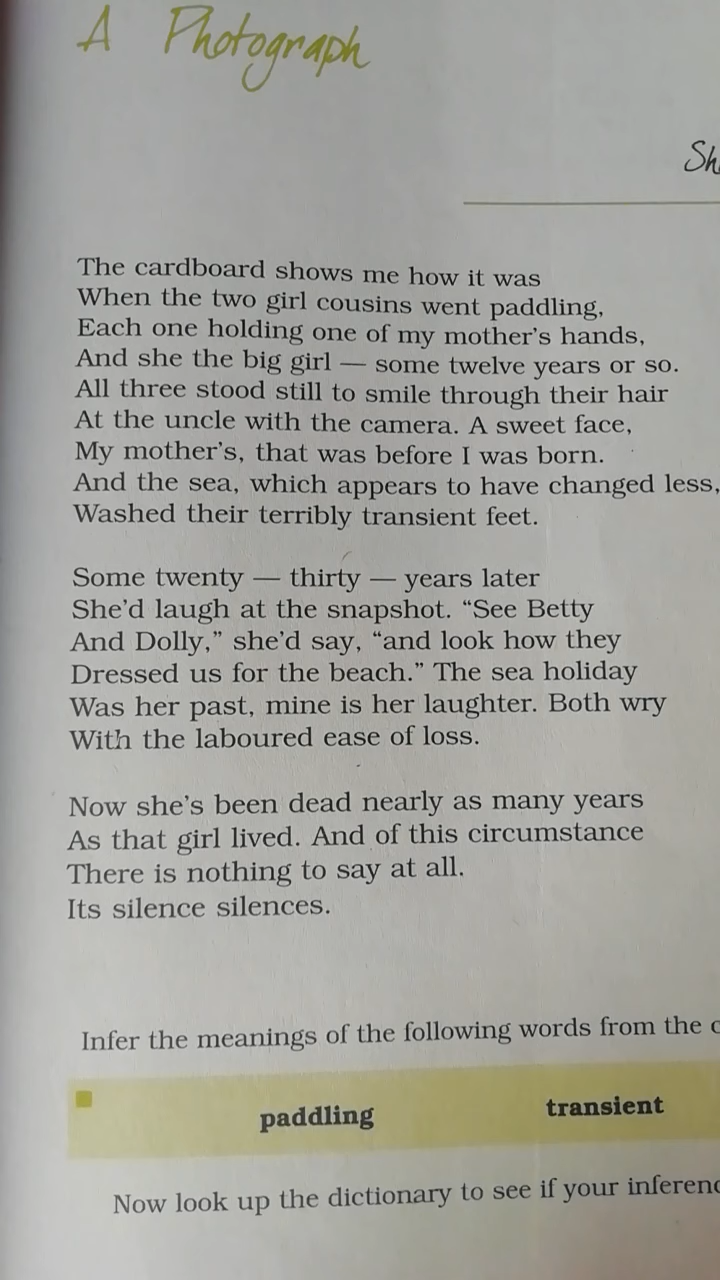 A Photograph
The cardboard shows me how it was
When the two girl cousins went paddling,
Each one holding one of my mother's hands,
And she the big girl — some twelve years or so.
All three stood still to smile through their hair
At the uncle with the camera. A sweet face,
My mother's, that was before I was born.
And the sea, which appears to have changed less,
Washed their terribly transient feet.
Some twenty — thirty — years later
She'd laugh at the snapshot. “See Betty
And Dolly,” she'd say, “and look how they
Dressed us for the beach.” The sea holiday
Was her past, mine is her laughter. Both wry
With the laboured ease of loss.
Now she's been dead nearly as many years
As that girl lived. And of this circumstance
There is nothing to say at all.
Its silence silences.
Infer the meanings of the following words from the
paddling transient
Now look up the dictionary to see if your